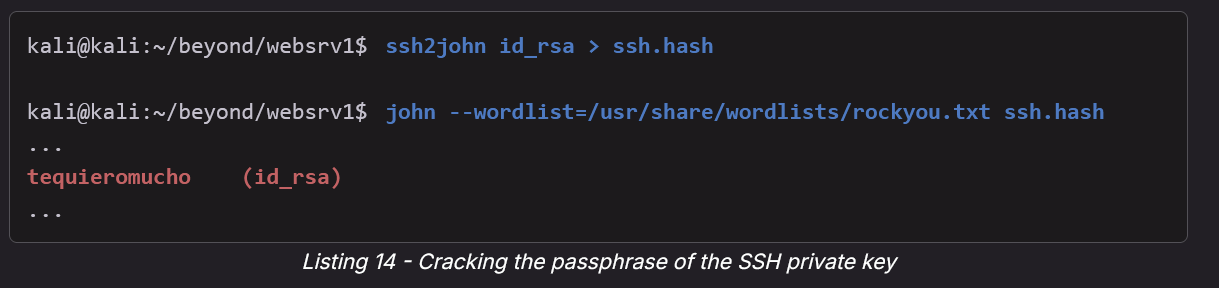 kali@kali:~/beyond/websrv1$ ssh2john id_rsa > ssh.hash
kali@kali:~/beyond/websrv1$ john --wordlist=/usr/share/wordlists/rockyou.txt ssh.hash
...
tequieromucho    (id_rsa)
...
Listing 14 - Cracking the passphrase of the SSH private key